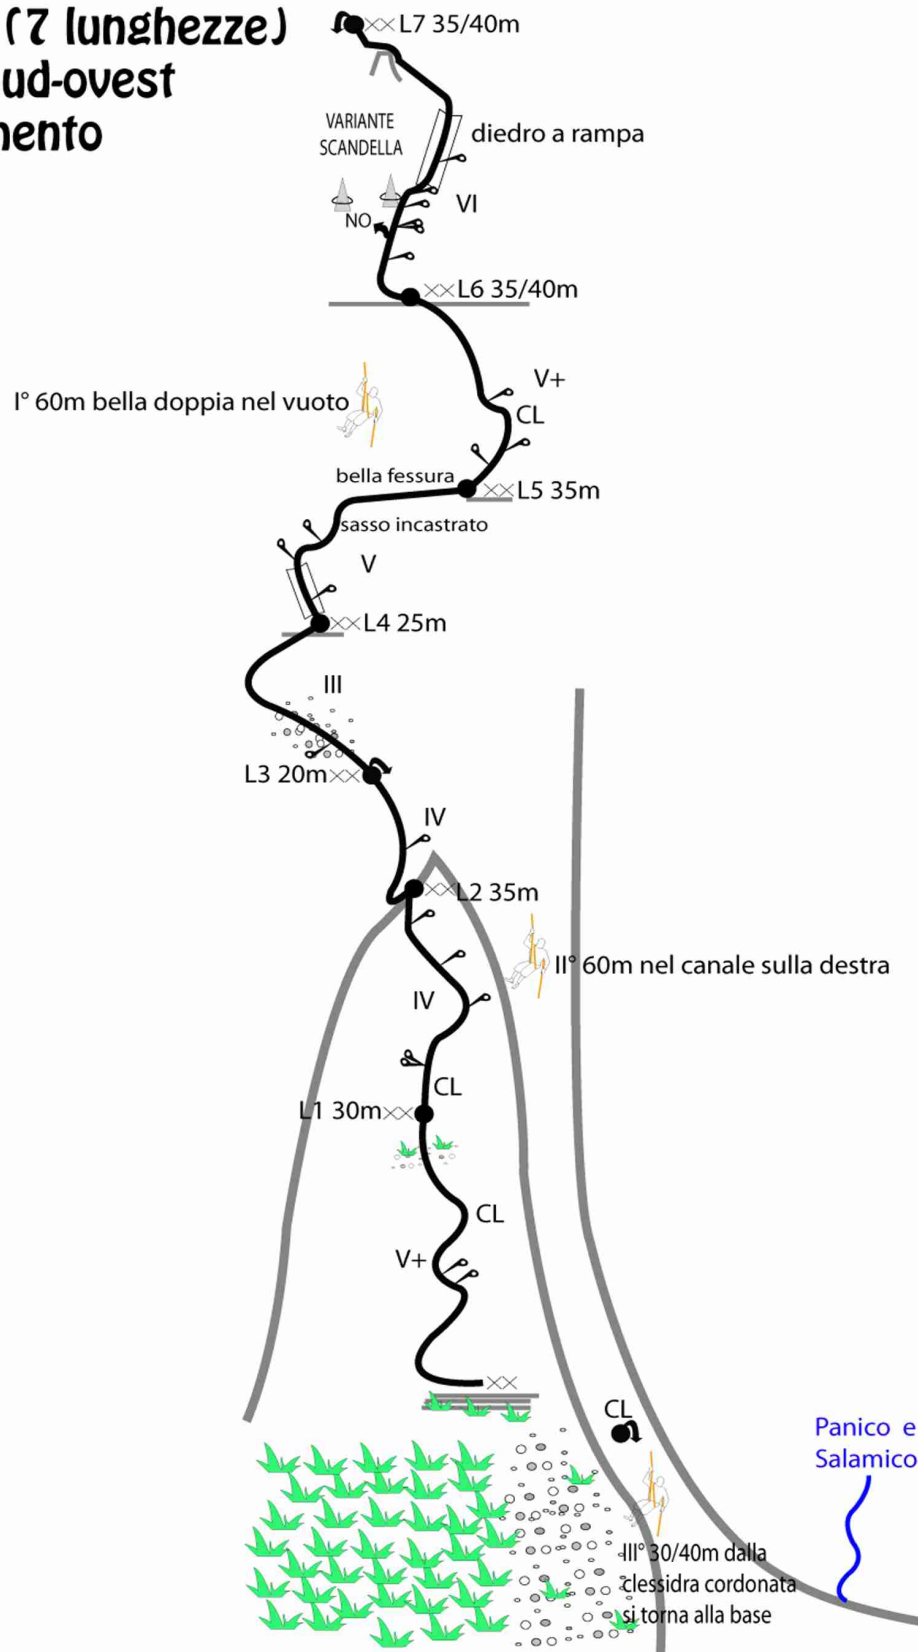 (7 lunghezze)
ud-ovest
mento
L7 35/40m
VARIANTE
SCANDELLA
diedro a rampa
VI
NO
L6 35/40m
V+
I° 60m bella doppia nel vuoto
CL
bella fessura
L5 35m
sasso incastrato
V
L4 25m
III
L3 20m
IV
L2 35m
II° 60m nel canale sulla destra
IV
CL
L1 30m
CL
V+
CL
Panico e
Salamico
III° 30/40m dalla
clessidra cordonata
si torna alla base